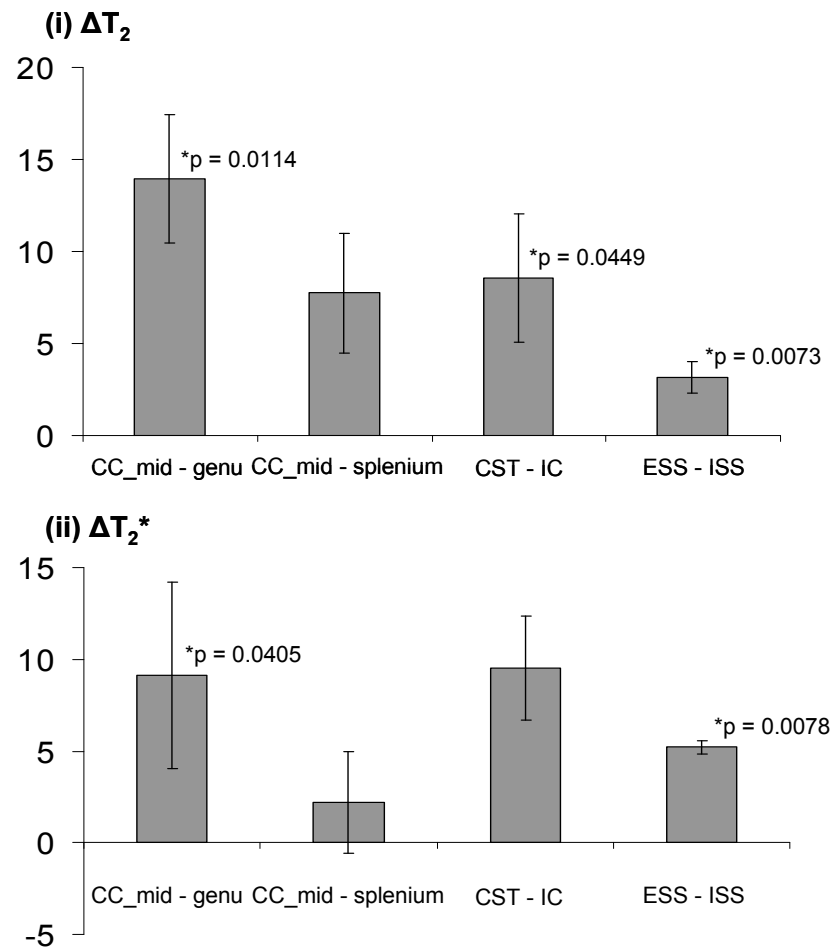 (i) ΔT₂
20
*p = 0.0114
15
10
*p = 0.0449
5
*p = 0.0073
0
CC_mid - genu CC_mid - splenium CST - IC ESS - ISS
(ii) ΔT₂*
15
*p = 0.0405
10
*p = 0.0078
5
0
CC_mid - genu CC_mid - splenium CST - IC ESS - ISS
-5